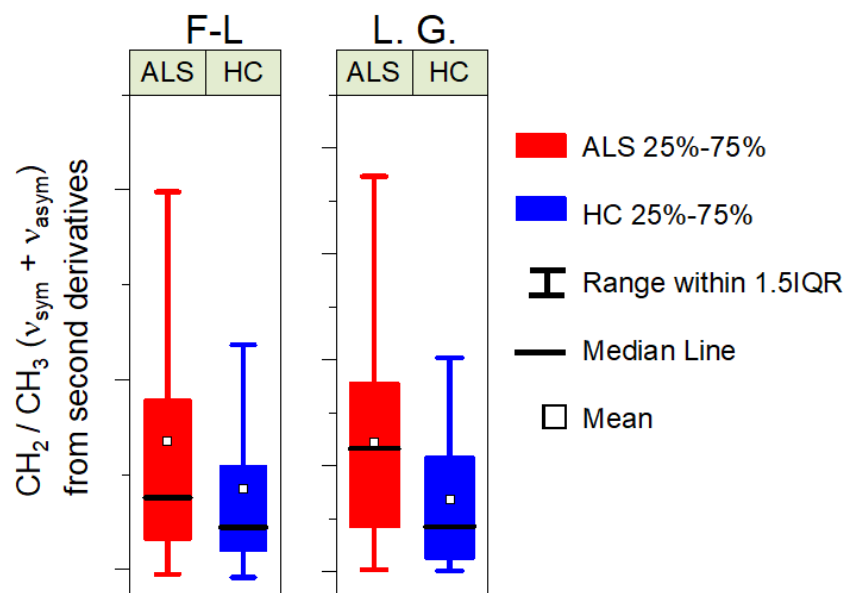 F-L
L. G.
ALS
HC
ALS
HC
CH₂ / CH₃ (νsym + νasym)
from second derivatives
ALS 25%-75%
HC 25%-75%
Range within 1.5IQR
Median Line
Mean